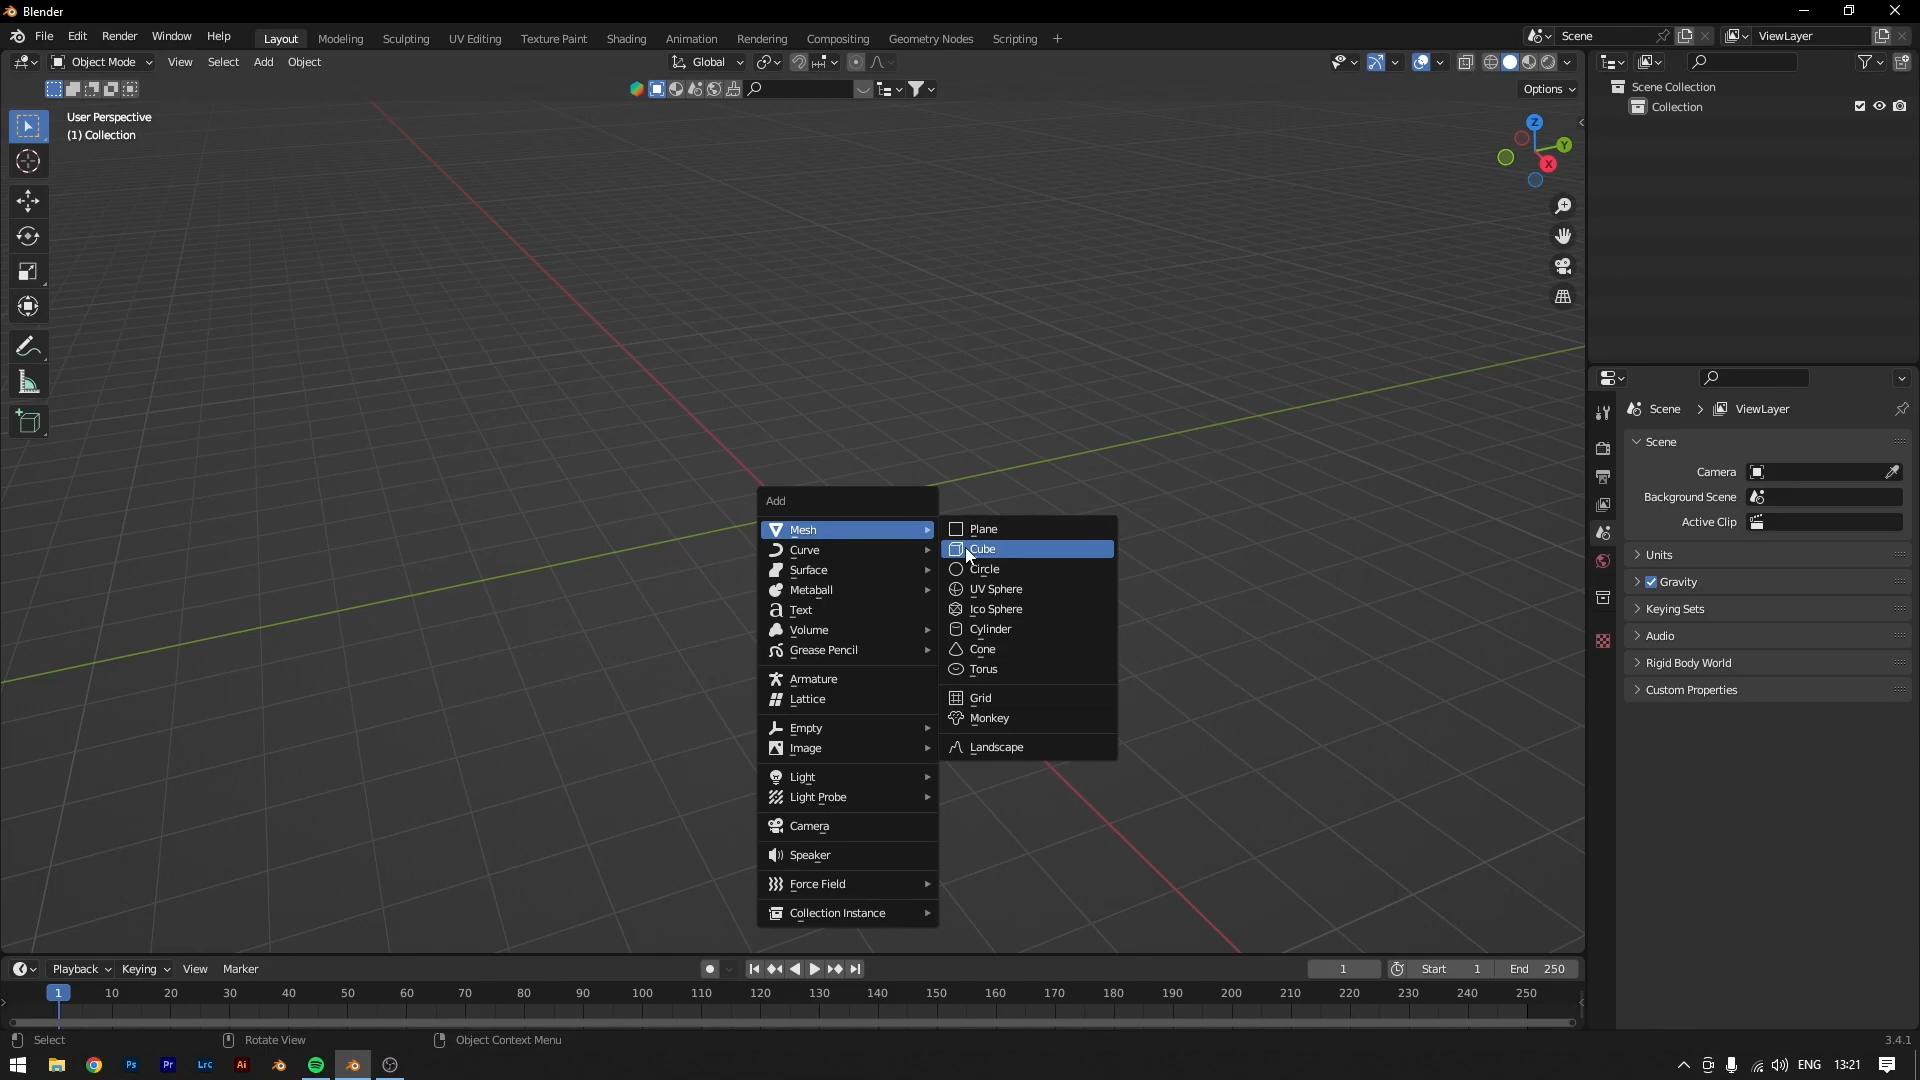 Blender
File Edit Render Window Help
Layout Modeling Sculpting UV Editing Texture Paint Shading Animation Rendering Compositing Geometry Nodes Scripting +
Scene
ViewLayer
Object Mode View Select Add Object
Global
Options
User Perspective
(1) Collection
Z
Y
X
Scene Collection
Collection
Scene > ViewLayer
Scene
Camera
Background Scene
Active Clip
Units
Gravity
Keying Sets
Audio
Rigid Body World
Custom Properties
Add
Mesh
Curve
Surface
Metaball
Text
Volume
Grease Pencil
Armature
Lattice
Empty
Image
Light
Light Probe
Camera
Speaker
Force Field
Collection Instance
Plane
Cube
Circle
UV Sphere
Ico Sphere
Cylinder
Cone
Torus
Grid
Monkey
Landscape
Playback Keying View Marker
1 Start 1 End 250
1 10 20 30 40 50 60 70 80 90 100 110 120 130 140 150 160 170 180 190 200 210 220 230 240 250
Select Rotate View Object Context Menu 3.4.1
Ps Pr Lrc Ai ENG 13:21